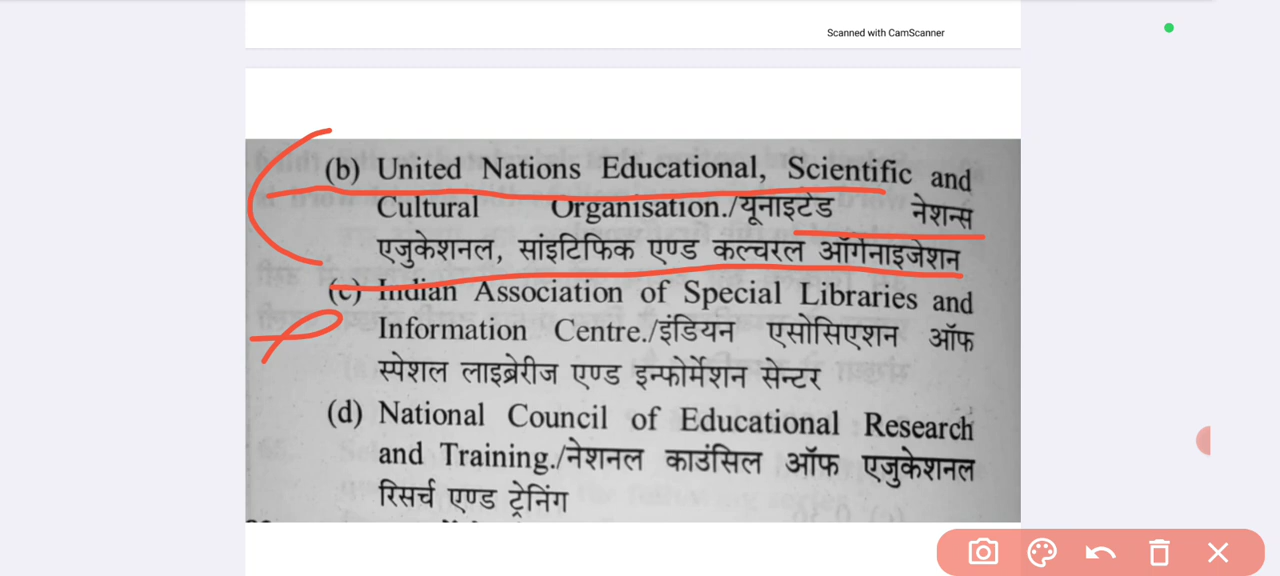 Scanned with CamScanner
(b) United Nations Educational, Scientific and
Cultural Organisation./यूनाइटेड नेशन्स
एजुकेशनल, सांइटिफिक एण्ड कल्चरल ऑर्गनाइजेशन
(c) Indian Association of Special Libraries and
Information Centre./इंडियन एसोसिएशन ऑफ
स्पेशल लाइब्रेरीज एण्ड इन्फोर्मेशन सेन्टर
(d) National Council of Educational Research
and Training./नेशनल काउंसिल ऑफ एजुकेशनल
रिसर्च एण्ड ट्रेनिंग